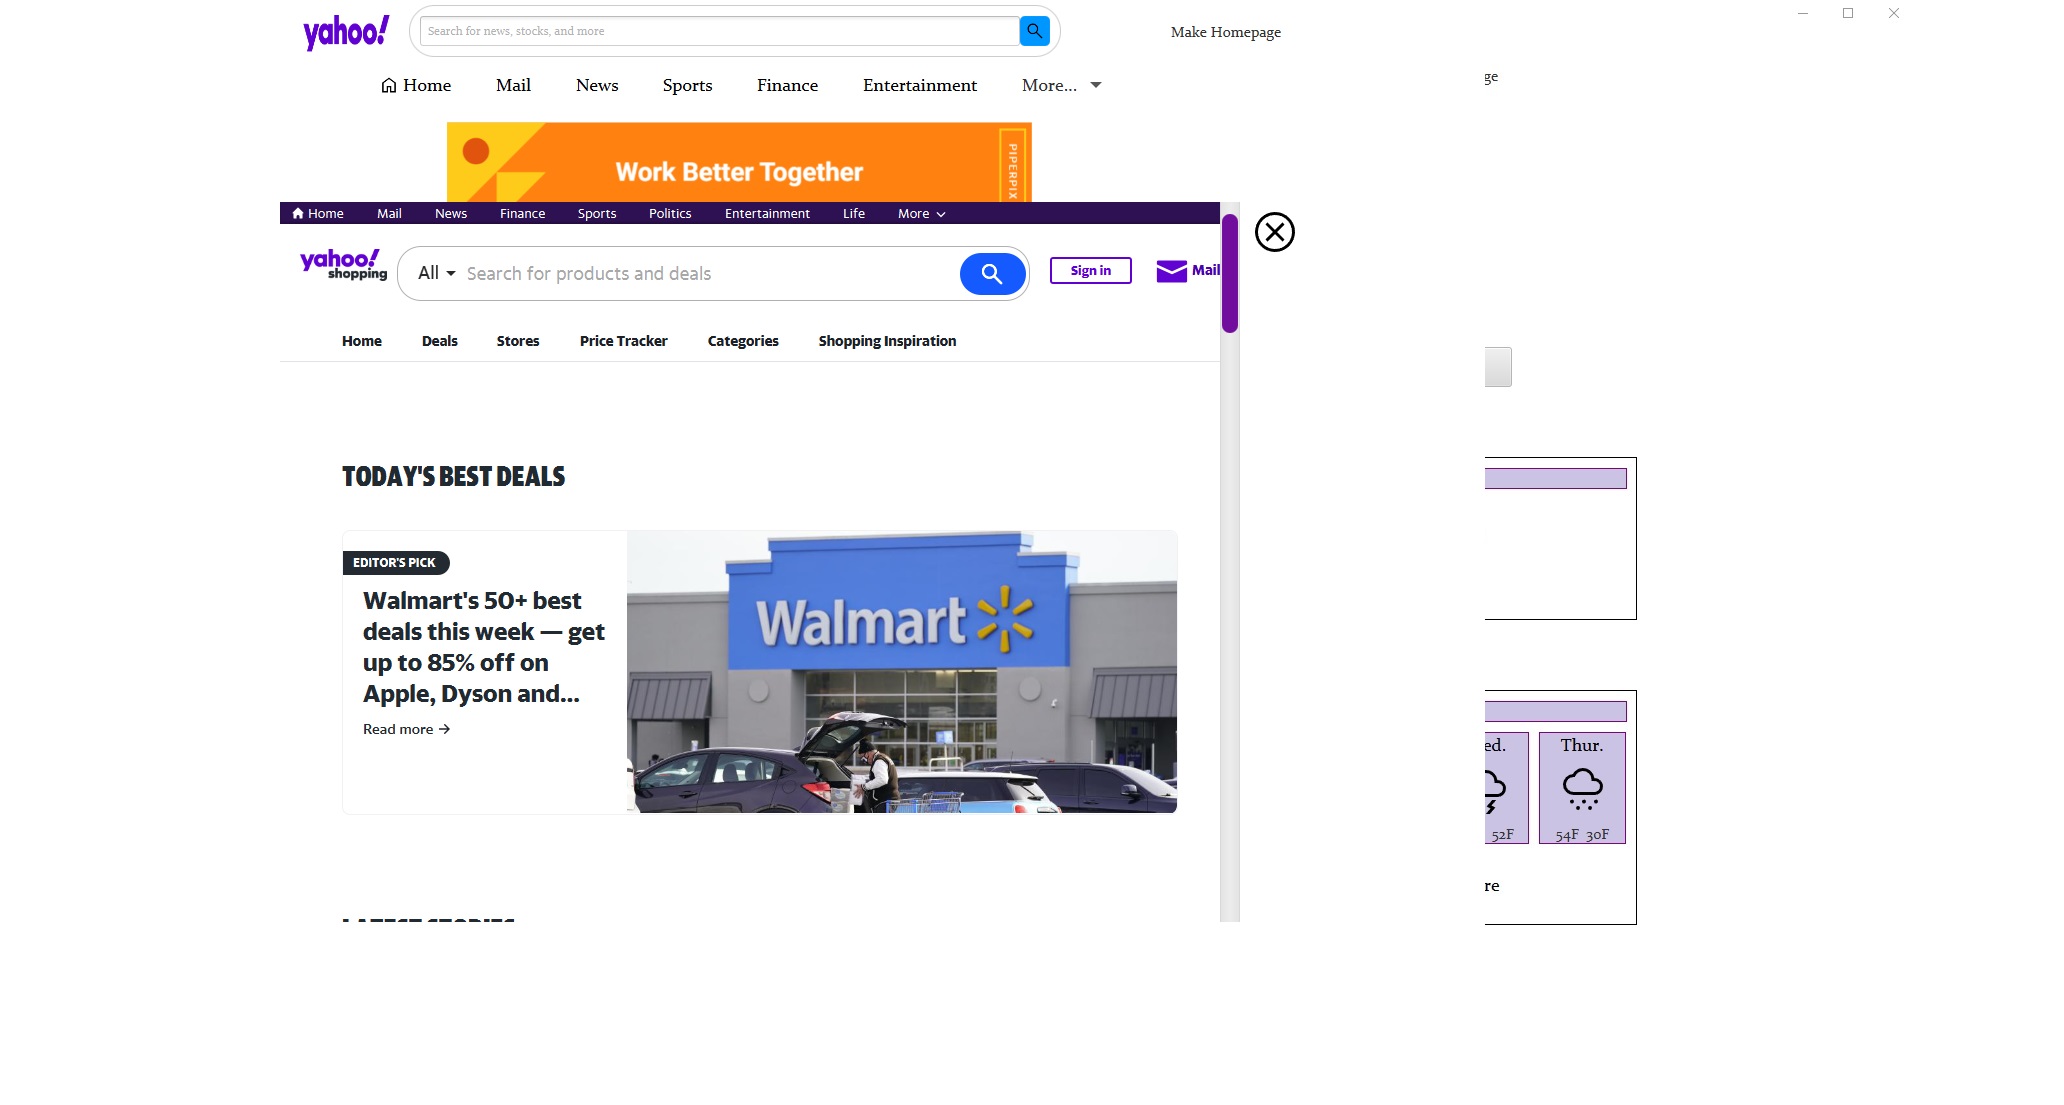 yahoo!
Search for news, stocks, and more
Make Homepage
ge
Home Mail News Sports Finance Entertainment More...
Work Better Together
PIPERPIX
Home Mail News Finance Sports Politics Entertainment Life More
yahoo! shopping
All Search for products and deals
Sign in
Mail
Home Deals Stores Price Tracker Categories Shopping Inspiration
TODAY'S BEST DEALS
EDITOR'S PICK
Walmart's 50+ best
deals this week — get
up to 85% off on
Apple, Dyson and...
Read more →
Walmart
ed. Thur.
52F 54F 30F
re
LATEST STORIES